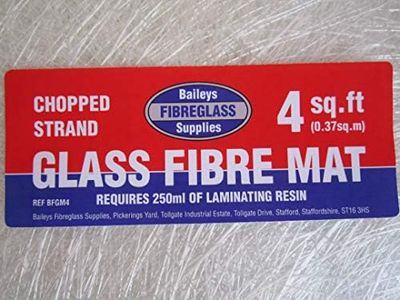 CHOPPED
STRAND
Baileys
FIBREGLASS
Supplies
4 sq.ft
(0.37sq.m)
GLASS FIBRE MAT
REF BFGM4
REQUIRES 250ml OF LAMINATING RESIN
Baileys Fibreglass Supplies, Pickerings Yard, Tollgate Industrial Estate, Tollgate Drive, Stafford, Staffordshire, ST16 3HS